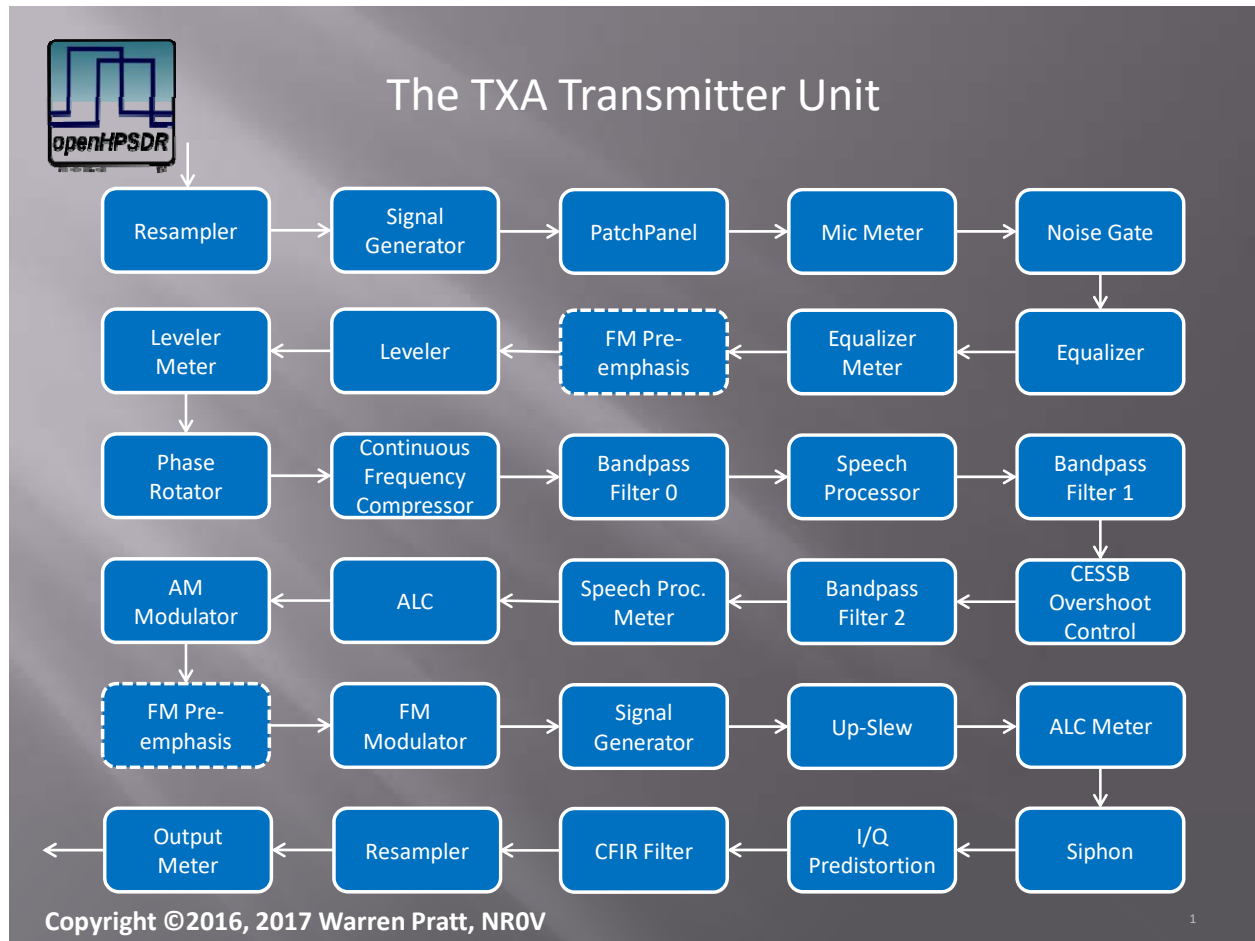 The TXA Transmitter Unit
openHPSDR
Resampler
Signal
Generator
PatchPanel
Mic Meter
Noise Gate
Leveler
Meter
Leveler
FM Pre-
emphasis
Equalizer
Meter
Equalizer
Phase
Rotator
Continuous
Frequency
Compressor
Bandpass
Filter 0
Speech
Processor
Bandpass
Filter 1
AM
Modulator
ALC
Speech Proc.
Meter
Bandpass
Filter 2
CESSB
Overshoot
Control
FM Pre-
emphasis
FM
Modulator
Signal
Generator
Up-Slew
ALC Meter
Output
Meter
Resampler
CFIR Filter
I/Q
Predistortion
Siphon
Copyright ©2016, 2017 Warren Pratt, NR0V
1